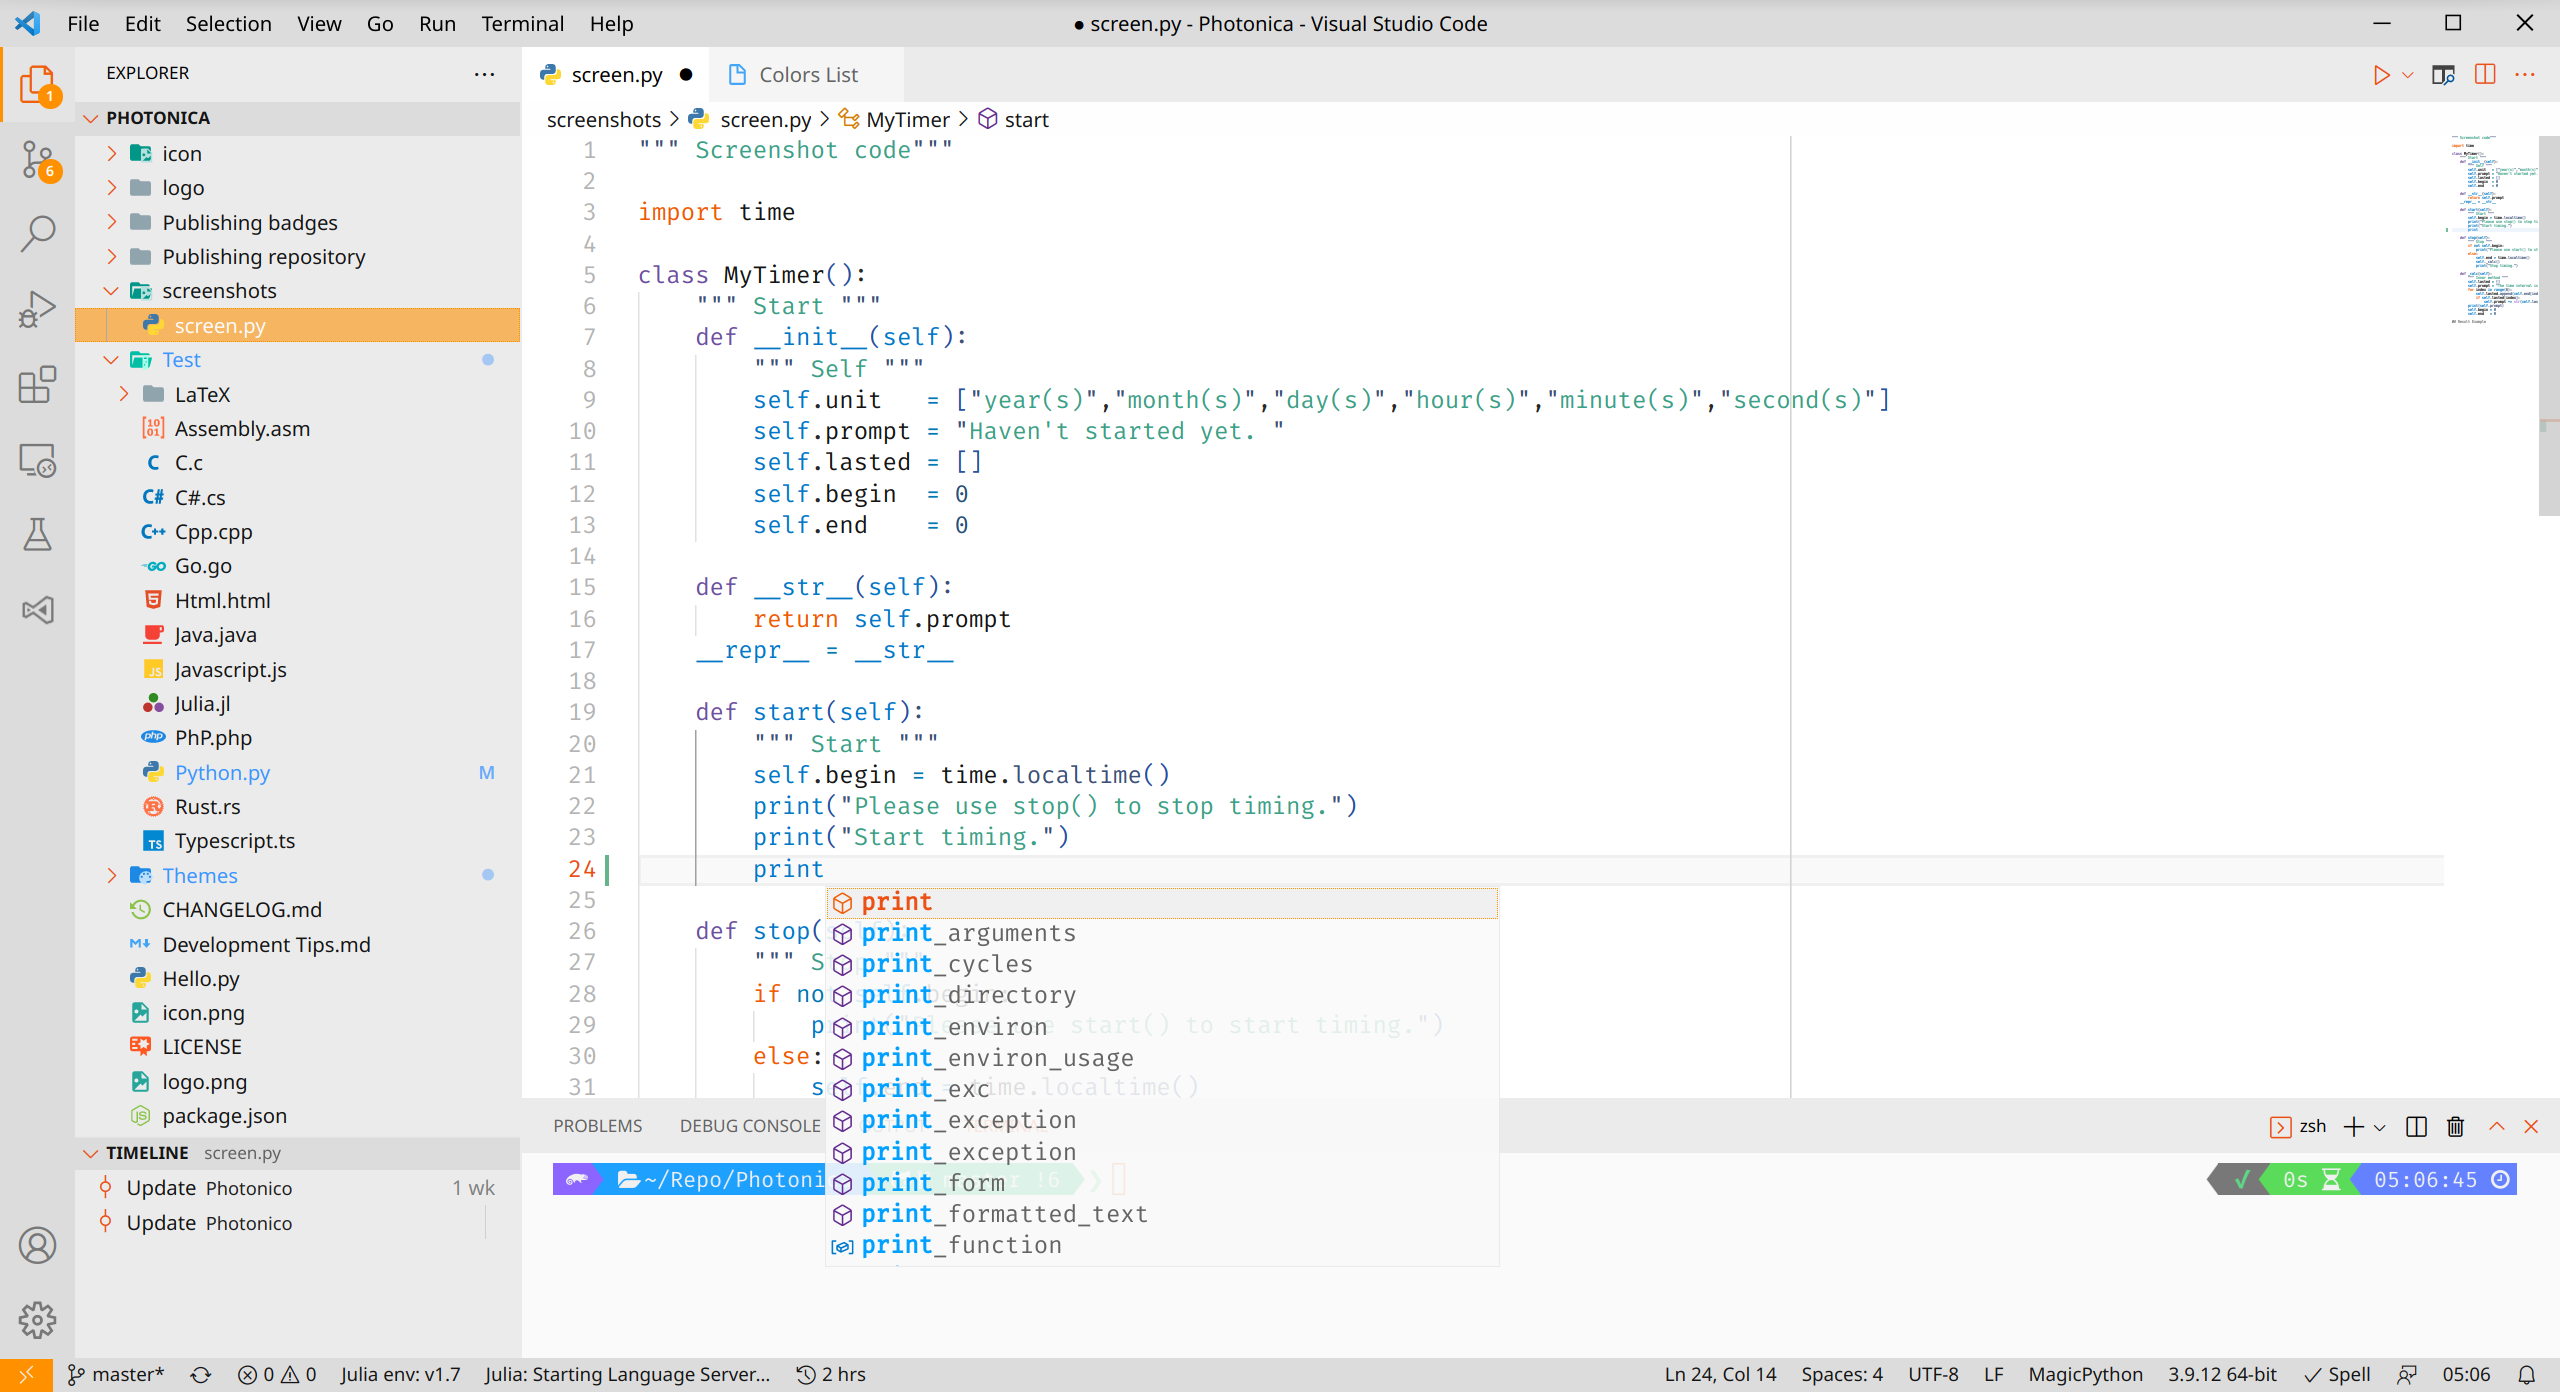 File Edit Selection View Go Run Terminal Help
● screen.py - Photonica - Visual Studio Code
EXPLORER
PHOTONICA
icon
logo
Publishing badges
Publishing repository
screenshots
screen.py
Test
LaTeX
Assembly.asm
C.c
C#.cs
Cpp.cpp
Go.go
Html.html
Java.java
Javascript.js
Julia.jl
PhP.php
Python.py M
Rust.rs
Typescript.ts
Themes
CHANGELOG.md
Development Tips.md
Hello.py
icon.png
LICENSE
logo.png
package.json
TIMELINE screen.py
Update Photonico 1 wk
Update Photonico
1
6
screen.py ●
Colors List
screenshots > screen.py > MyTimer > start
1 """ Screenshot code"""
2
3 import time
4
5 class MyTimer():
6 """ Start """
7 def __init__(self):
8 """ Self """
9 self.unit = ["year(s)","month(s)","day(s)","hour(s)","minute(s)","second(s)"]
10 self.prompt = "Haven't started yet. "
11 self.lasted = []
12 self.begin = 0
13 self.end = 0
14
15 def __str__(self):
16 return self.prompt
17 __repr__ = __str__
18
19 def start(self):
20 """ Start """
21 self.begin = time.localtime()
22 print("Please use stop() to stop timing.")
23 print("Start timing.")
24 print
25
26 def stop(
27 """ S
28 if no
29 p start() to start timing.")
30 else:
31 s time.localtime()
print
print_arguments
print_cycles
print_directory
print_environ
print_environ_usage
print_exc
print_exception
print_exception
print_form
print_formatted_text
print_function
PROBLEMS DEBUG CONSOLE
zsh
~/Repo/Photoni
!6
✓ 0s 05:06:45
master* 0 0 Julia env: v1.7 Julia: Starting Language Server... 2 hrs
Ln 24, Col 14 Spaces: 4 UTF-8 LF MagicPython 3.9.12 64-bit Spell 05:06